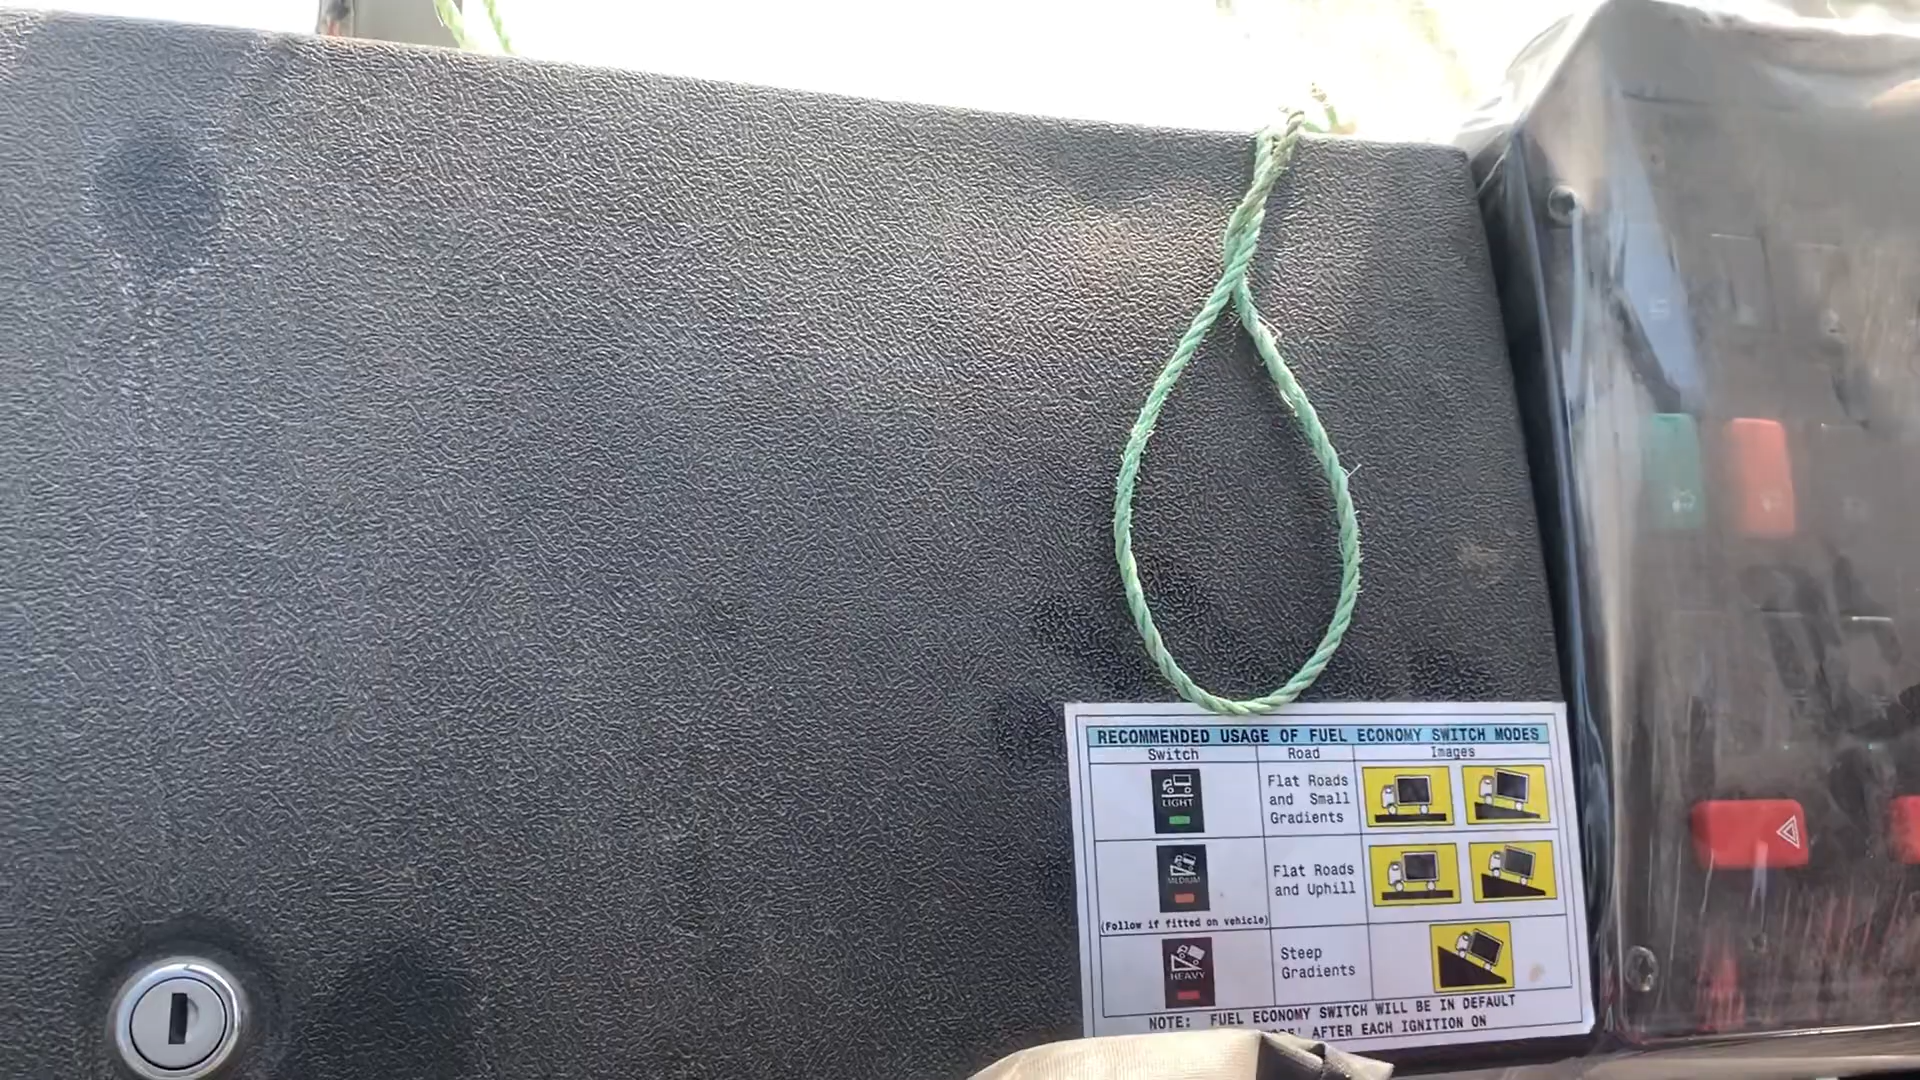 RECOMMENDED USAGE OF FUEL ECONOMY SWITCH MODES
Switch Road Images
LIGHT
Flat Roads
and Small
Gradients
MEDIUM
(Follow if fitted on vehicle)
Flat Roads
and Uphill
HEAVY
Steep
Gradients
NOTE: FUEL ECONOMY SWITCH WILL BE IN DEFAULT
AFTER EACH IGNITION ON